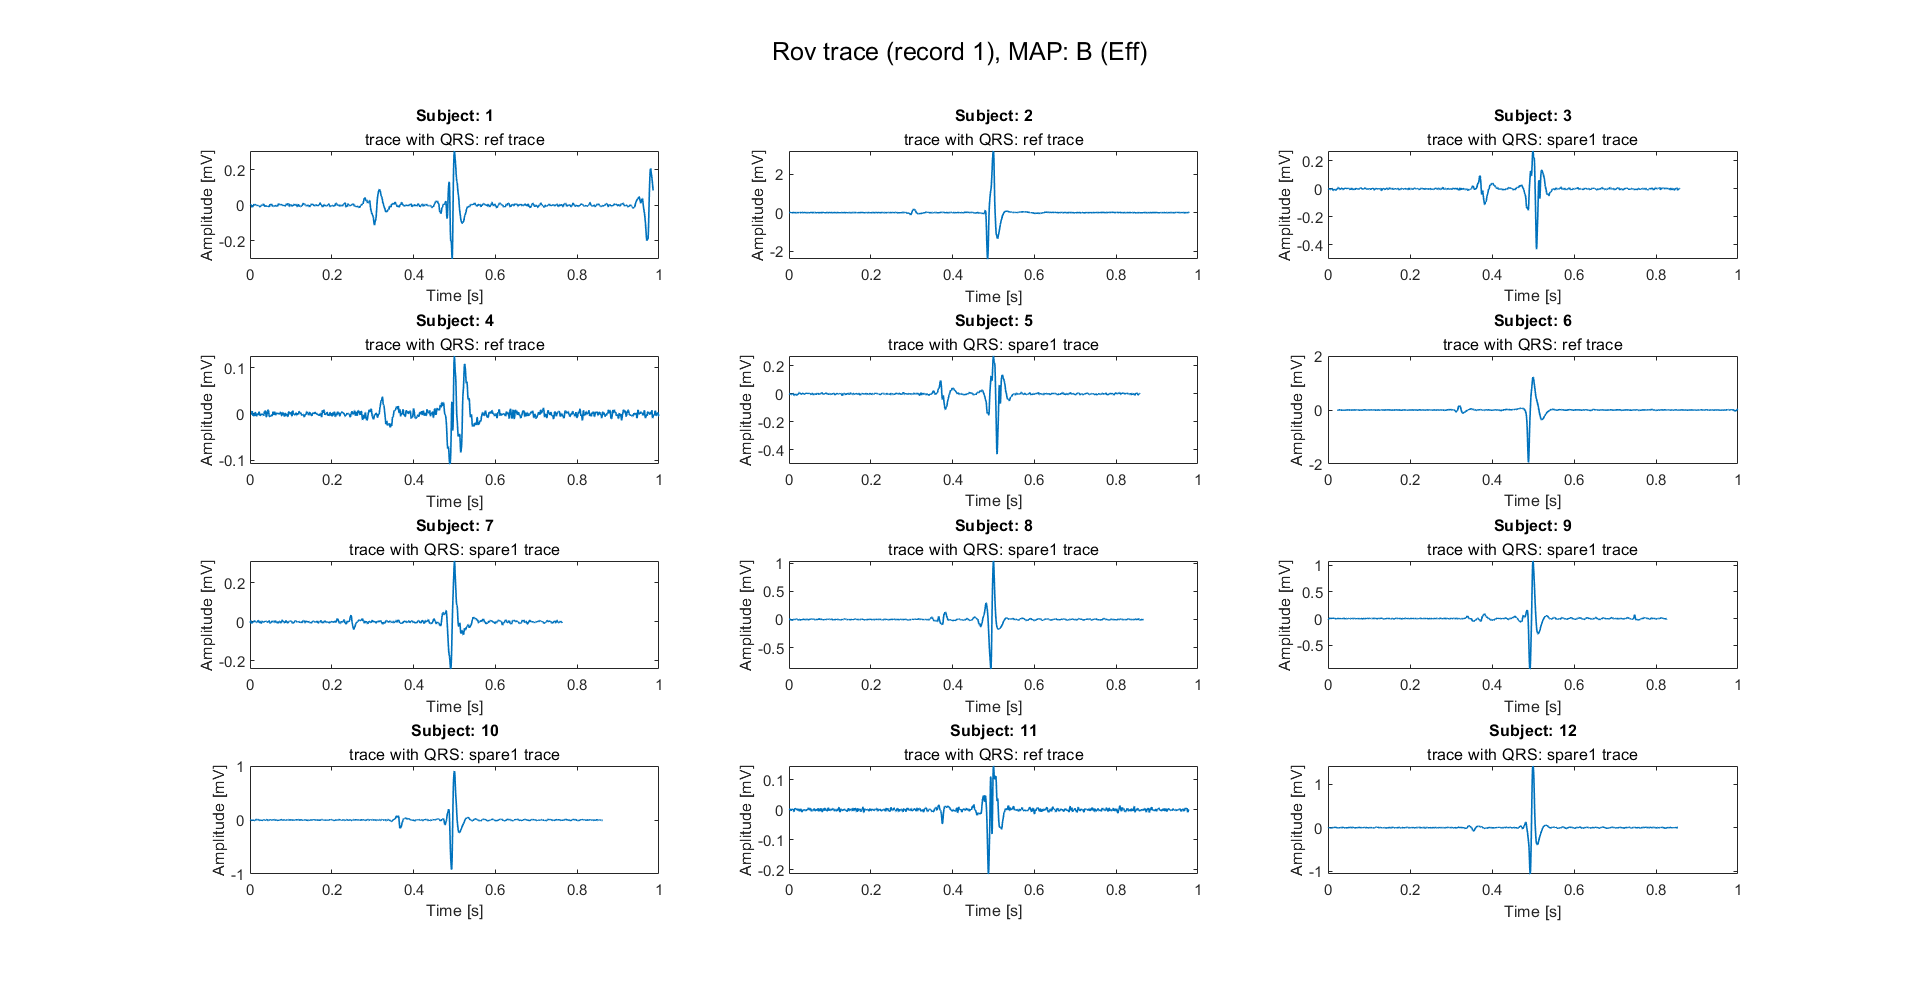 Rov trace (record 1), MAP: B (Eff)
Subject: 1
trace with QRS: ref trace
Amplitude [mV]
0.2
0
-0.2
0 0.2 0.4 0.6 0.8 1
Time [s]
Subject: 2
trace with QRS: ref trace
Amplitude [mV]
2
0
-2
0 0.2 0.4 0.6 0.8 1
Time [s]
Subject: 3
trace with QRS: spare1 trace
Amplitude [mV]
0.2
0
-0.2
-0.4
0 0.2 0.4 0.6 0.8 1
Time [s]
Subject: 4
trace with QRS: ref trace
Amplitude [mV]
0.1
0
-0.1
0 0.2 0.4 0.6 0.8 1
Time [s]
Subject: 5
trace with QRS: spare1 trace
Amplitude [mV]
0.2
0
-0.2
-0.4
0 0.2 0.4 0.6 0.8 1
Time [s]
Subject: 6
trace with QRS: ref trace
Amplitude [mV]
2
0
-2
0 0.2 0.4 0.6 0.8 1
Time [s]
Subject: 7
trace with QRS: spare1 trace
Amplitude [mV]
0.2
0
-0.2
0 0.2 0.4 0.6 0.8 1
Time [s]
Subject: 8
trace with QRS: spare1 trace
Amplitude [mV]
1
0.5
0
-0.5
0 0.2 0.4 0.6 0.8 1
Time [s]
Subject: 9
trace with QRS: spare1 trace
Amplitude [mV]
1
0.5
0
-0.5
0 0.2 0.4 0.6 0.8 1
Time [s]
Subject: 10
trace with QRS: spare1 trace
Amplitude [mV]
1
0
-1
0 0.2 0.4 0.6 0.8 1
Time [s]
Subject: 11
trace with QRS: ref trace
Amplitude [mV]
0.1
0
-0.1
-0.2
0 0.2 0.4 0.6 0.8 1
Time [s]
Subject: 12
trace with QRS: spare1 trace
Amplitude [mV]
1
0
-1
0 0.2 0.4 0.6 0.8 1
Time [s]